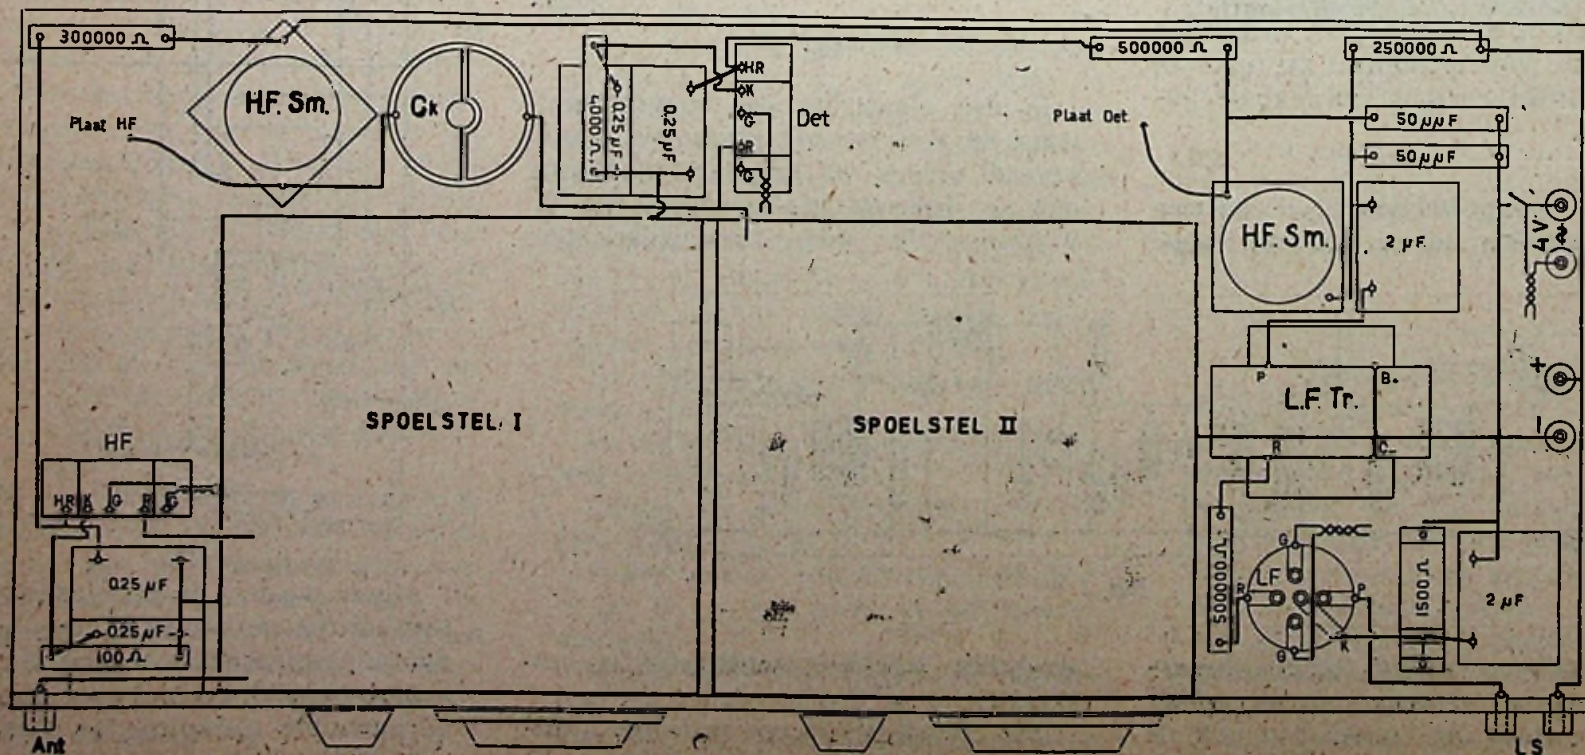 300000 Ω
H.F. Sm.
Plaat HF
Ck
4000 Ω
0.25 µF
0.25 µF
HR
K
G
R
G
Det
500000 Ω
250000 Ω
Plaat Det
50 µµF
50 µµF
H.F. Sm.
2 µF.
4 V
+
-
P
B+
L.F. Tr.
R
C-
SPOELSTEL I
SPOELSTEL II
HF
HR
K
G
R
G
0.25 µF
0.25 µF
100 Ω
500000 Ω
G
LF
R
P
G
K
1500 Ω
2 µF
Ant
LS